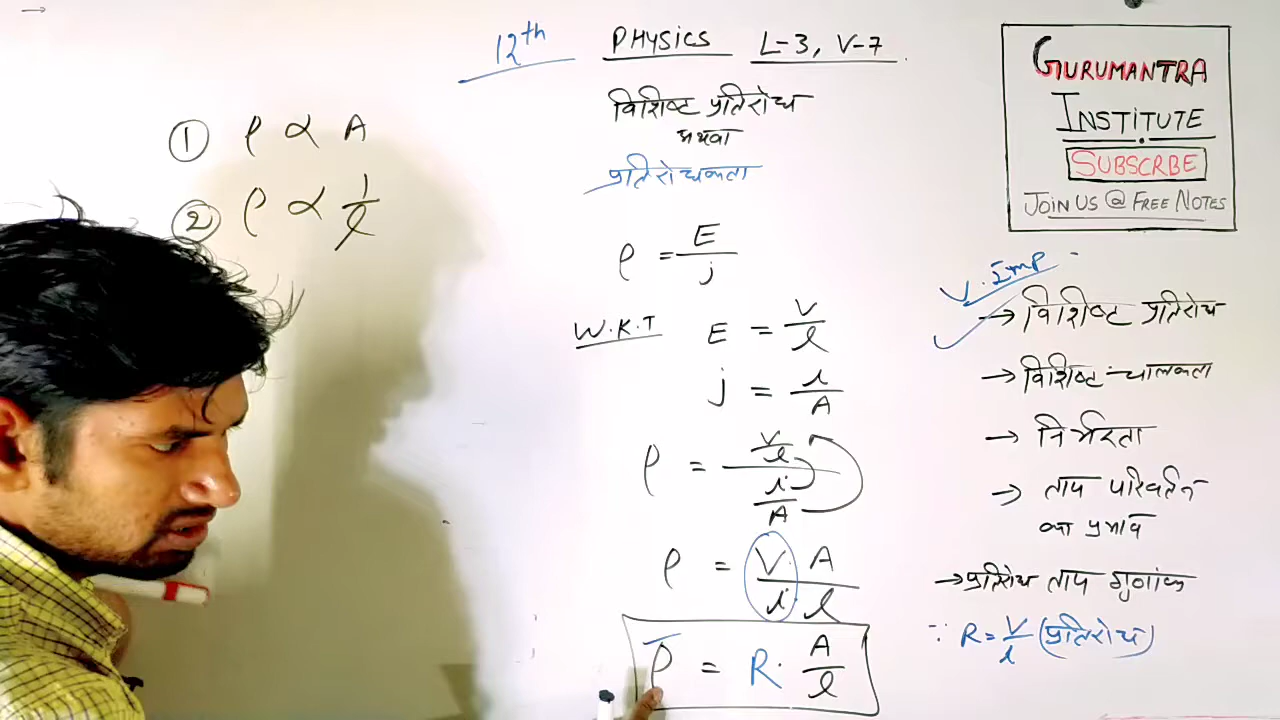 12th PHYSICS L-3, V-7
विशिष्ट प्रतिरोध
अथवा
प्रतिरोधकता
① ρ ∝ A
② ρ ∝ 1/l
ρ = E/j
W.K.T E = V/l
j = i/A
ρ = (V/l)/(i/A)
ρ = V/i · A/l
ρ = R · A/l
GURUMANTRA
INSTITUTE
SUBSCRBE
JOIN US @ FREE NOTES
V. Imp
→ विशिष्ट प्रतिरोध
→ विशिष्ट चालकता
→ निर्भरता
→ ताप परिवर्तन
का प्रभाव
→ प्रतिरोध ताप गुणांक
∵ R = V/i (प्रतिरोध)